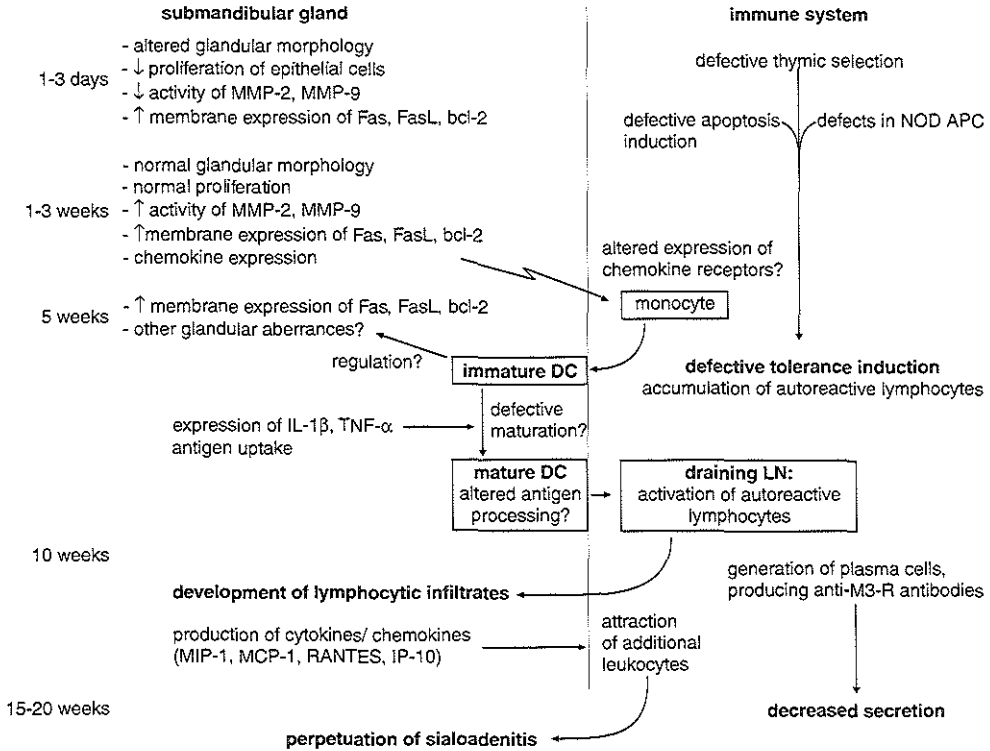 submandibular gland
immune system
1-3 days
- altered glandular morphology
- ↓ proliferation of epithelial cells
- ↓ activity of MMP-2, MMP-9
- ↑ membrane expression of Fas, FasL, bcl-2
defective thymic selection
defective apoptosis
induction
defects in NOD APC
1-3 weeks
- normal glandular morphology
- normal proliferation
- ↑ activity of MMP-2, MMP-9
- ↑membrane expression of Fas, FasL, bcl-2
- chemokine expression
altered expression of
chemokine receptors?
monocyte
5 weeks
- ↑ membrane expression of Fas, FasL, bcl-2
- other glandular aberrances?
regulation?
immature DC
defective tolerance induction
accumulation of autoreactive lymphocytes
expression of IL-1β, TNF-α
antigen uptake
defective
maturation?
mature DC
altered antigen
processing?
draining LN:
activation of autoreactive
lymphocytes
10 weeks
development of lymphocytic infiltrates
generation of plasma cells,
producing anti-M3-R antibodies
production of cytokines/ chemokines
(MIP-1, MCP-1, RANTES, IP-10)
attraction
of additional
leukocytes
15-20 weeks
decreased secretion
perpetuation of sialoadenitis